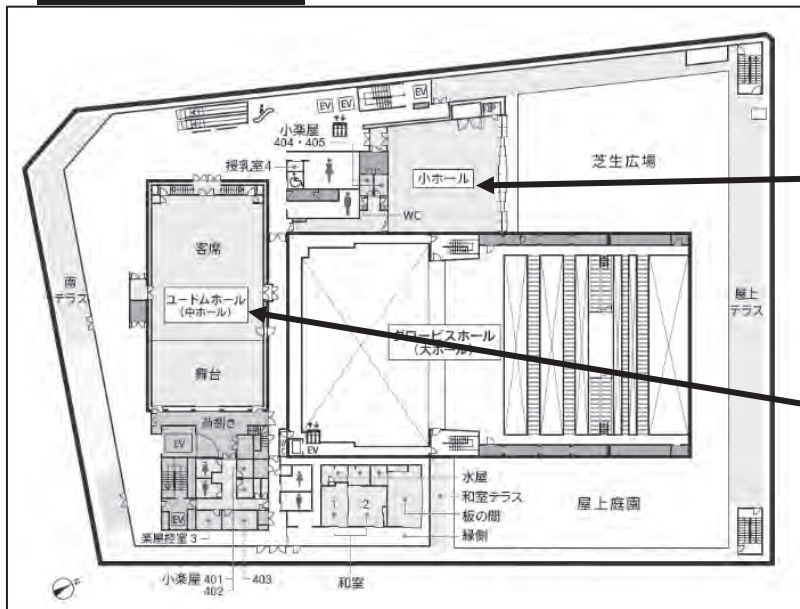 EV
EV
EV
小楽屋
404・405
授乳室4
小ホール
芝生広場
WC
客席
南
テラス
ユードムホール
(中ホール)
グロービスホール
(大ホール)
屋上
テラス
舞台
荷捌き
EV
EV
水屋
和室テラス
板の間
縁側
屋上庭園
1
2
EV
楽屋控室3
小楽屋 401
403
402
和室